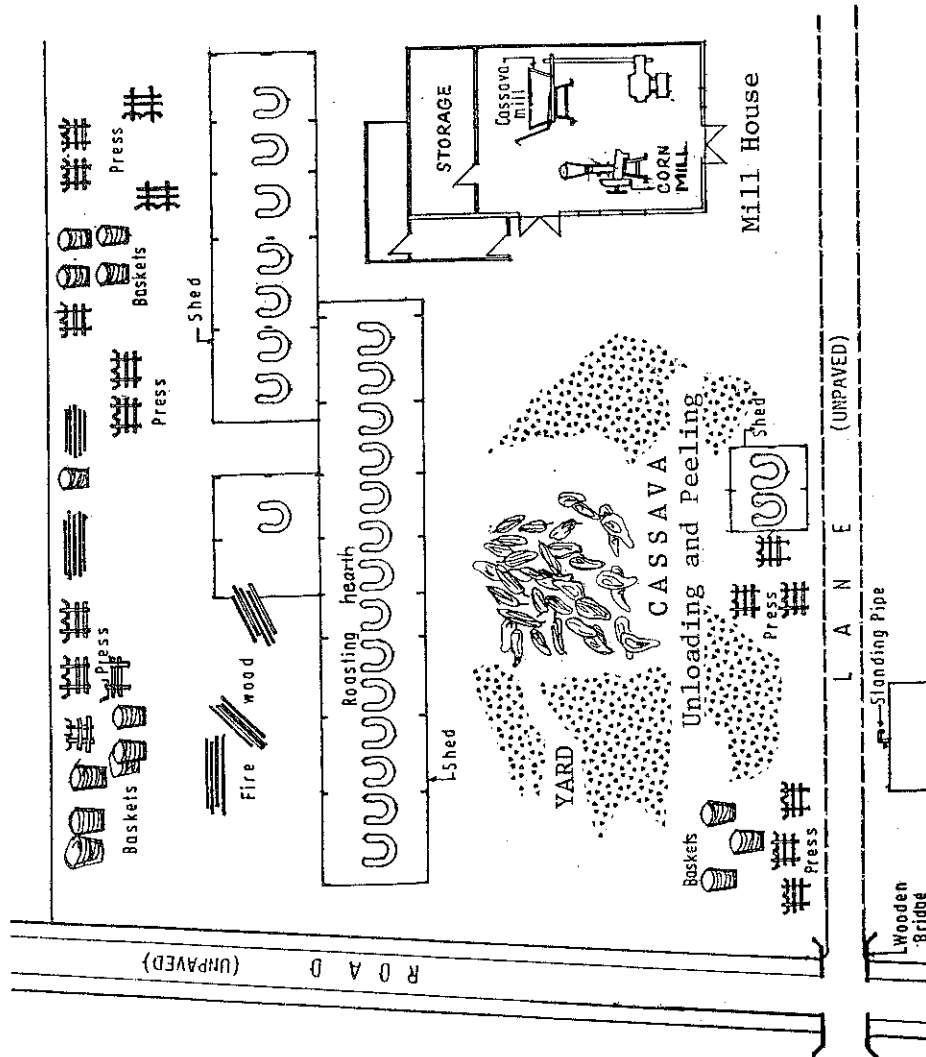 Press
Baskets
Shed
Press
Press
Baskets
Fire wood
Roasting hearth
Shed
STORAGE
Cassava
mill
CORN
MILL
Mill House
CASSAVA
Unloading and Peeling
YARD
Shed
Press
Baskets
Press
LANE (UNPAVED)
Standing Pipe
Wooden
Bridge
ROAD (UNPAVED)